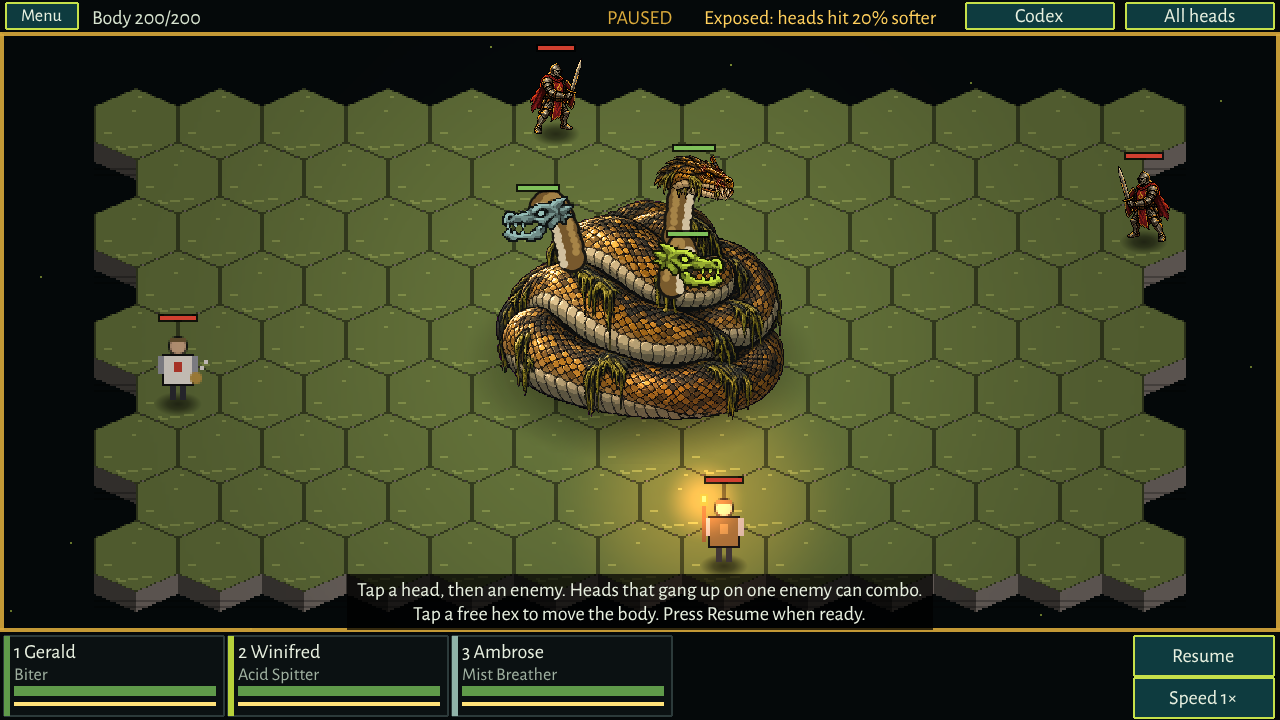 Menu
Body 200/200
PAUSED
Exposed: heads hit 20% softer
Codex
All heads
Tap a head, then an enemy. Heads that gang up on one enemy can combo.
Tap a free hex to move the body. Press Resume when ready.
1 Gerald
Biter
2 Winifred
Acid Spitter
3 Ambrose
Mist Breather
Resume
Speed 1×